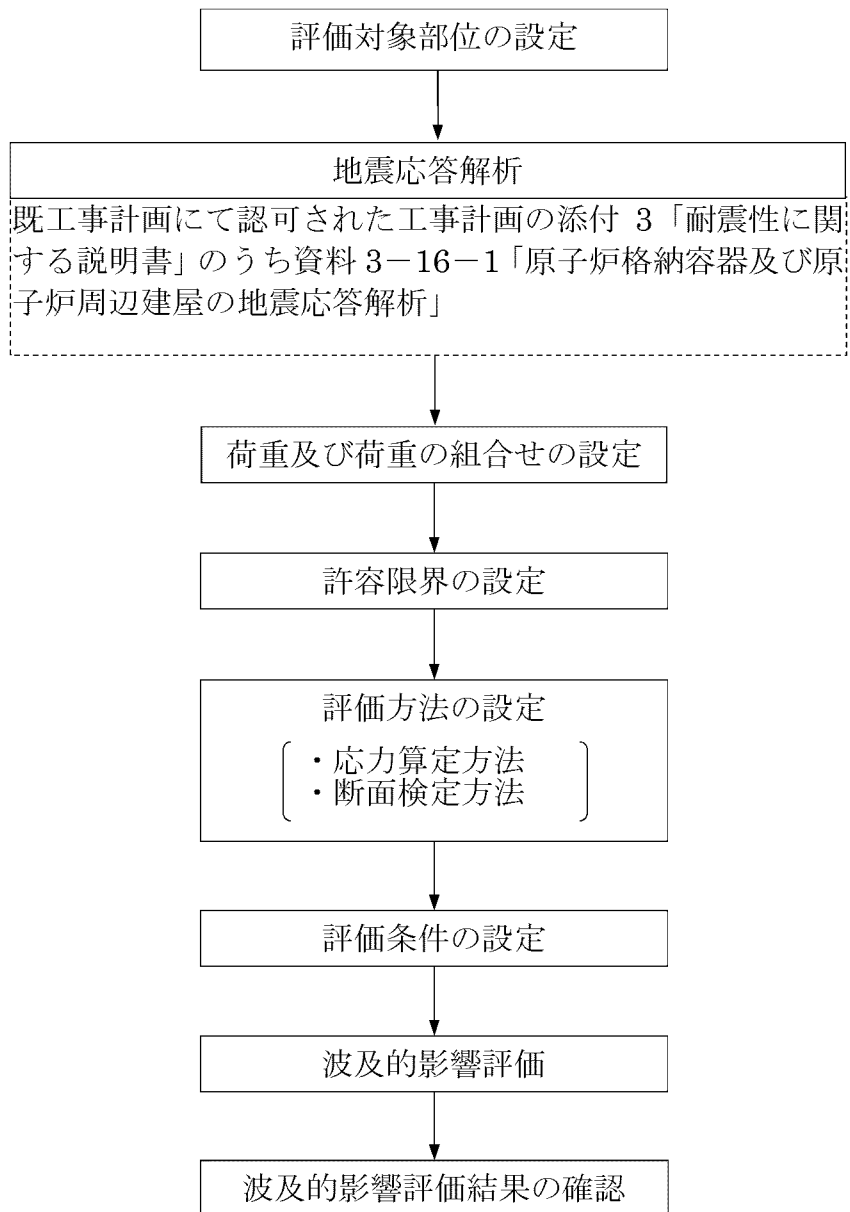 評価対象部位の設定
地震応答解析
既工事計画にて認可された工事計画の添付 3「耐震性に関
する説明書」のうち資料 3－16－1「原子炉格納容器及び原
子炉周辺建屋の地震応答解析」
荷重及び荷重の組合せの設定
許容限界の設定
評価方法の設定
・応力算定方法
・断面検定方法
評価条件の設定
波及的影響評価
波及的影響評価結果の確認